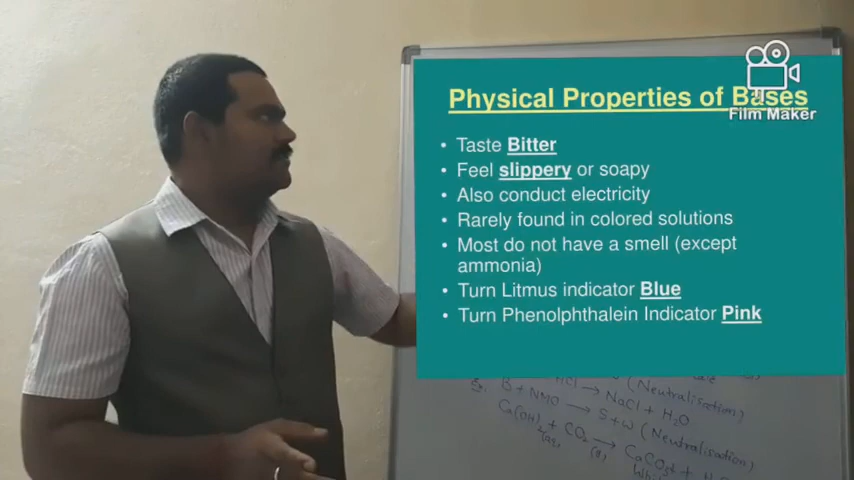 Physical Properties of Bases
Film Maker
• Taste Bitter
• Feel slippery or soapy
• Also conduct electricity
• Rarely found in colored solutions
• Most do not have a smell (except
ammonia)
• Turn Litmus indicator Blue
• Turn Phenolphthalein Indicator Pink
HCl → NaCl + H₂O (Neutralisation)
Ex. B + NMO → S + W (Neutralisation)
Ca(OH)₂ + CO₂ → CaCO₃↓ +
(aq) (g)